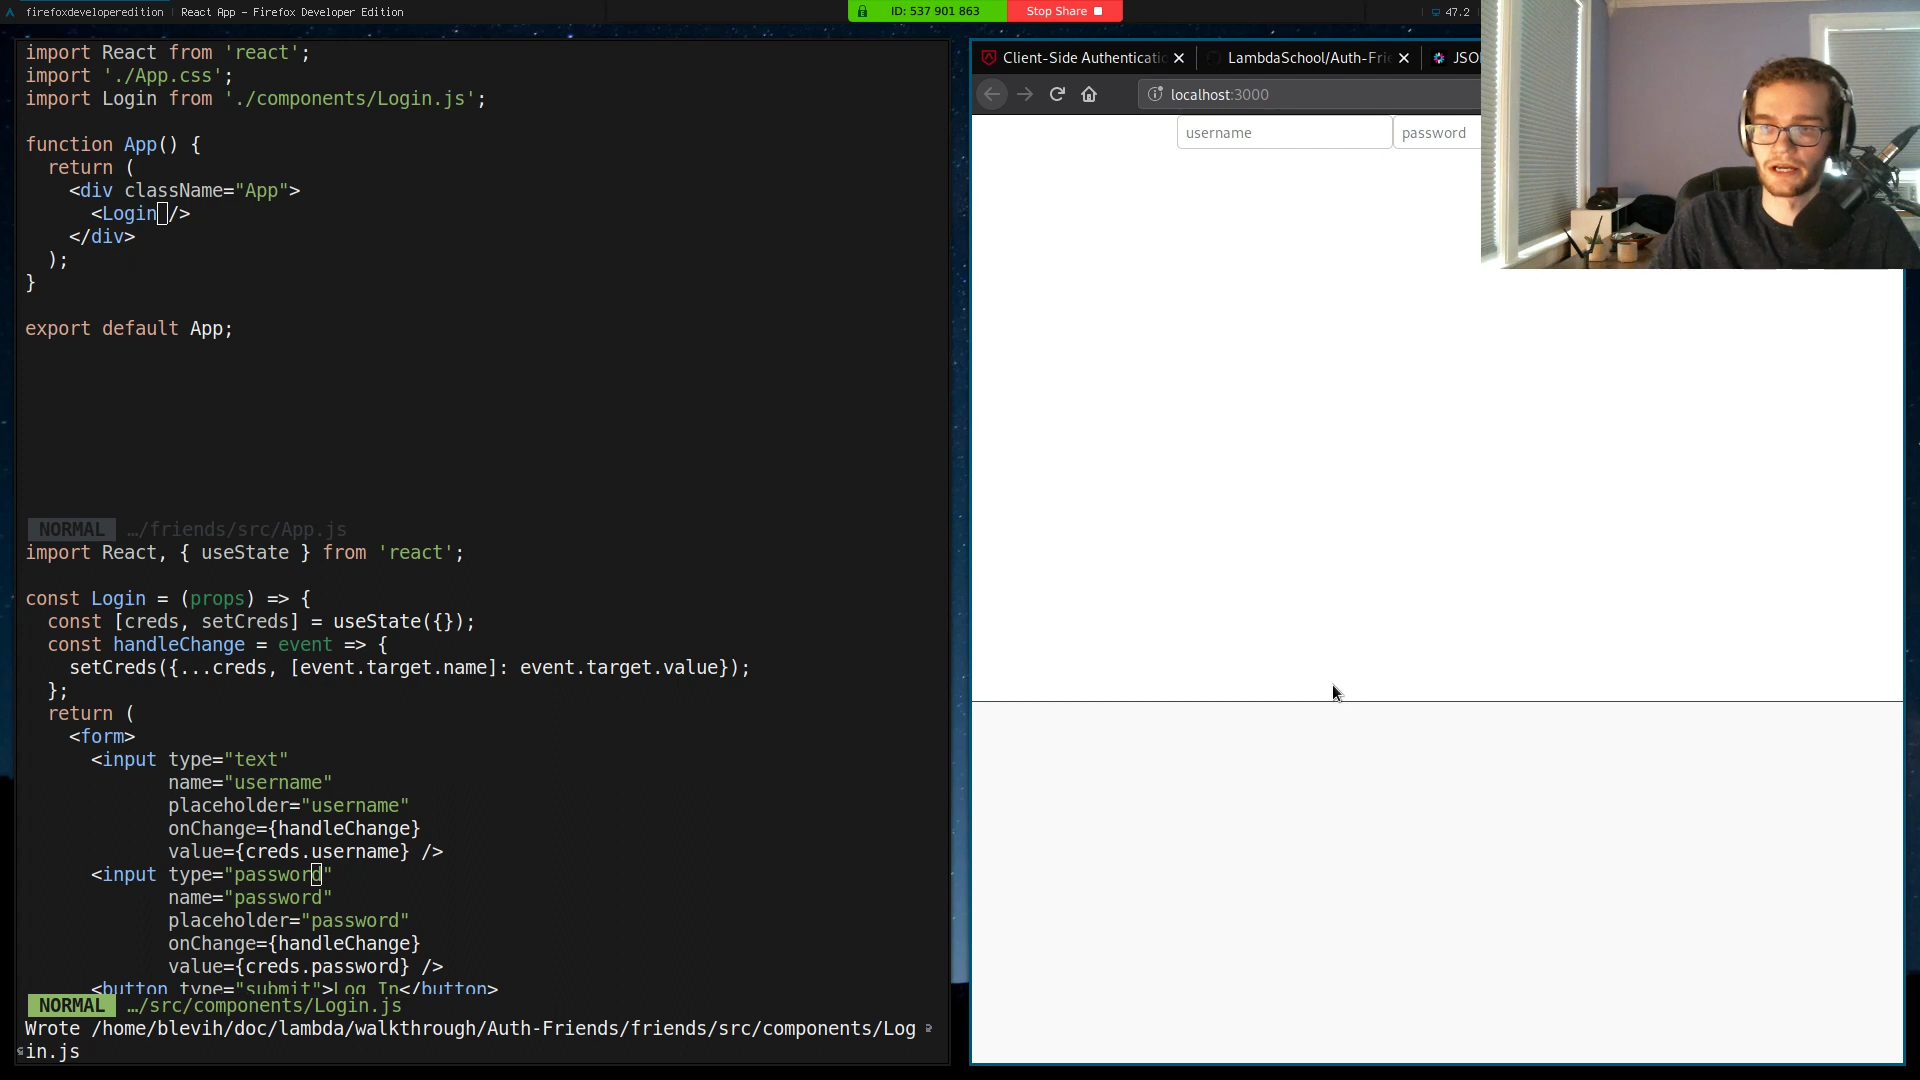 firefoxdeveloperedition | React App - Firefox Developer Edition
ID: 537 901 863
Stop Share
47.2
import React from 'react';
import './App.css';
import Login from './components/Login.js';
function App() {
return (
<div className="App">
<Login />
</div>
);
}
export default App;
NORMAL …/friends/src/App.js
import React, { useState } from 'react';
const Login = (props) => {
const [creds, setCreds] = useState({});
const handleChange = event => {
setCreds({...creds, [event.target.name]: event.target.value});
};
return (
<form>
<input type="text"
name="username"
placeholder="username"
onChange={handleChange}
value={creds.username} />
<input type="password"
name="password"
placeholder="password"
onChange={handleChange}
value={creds.password} />
<button type="submit">Log In</button>
NORMAL …/src/components/Login.js
Wrote /home/blevih/doc/lambda/walkthrough/Auth-Friends/friends/src/components/Log
in.js
Client-Side Authenticati
LambdaSchool/Auth-Frie
JSO
localhost:3000
username
password